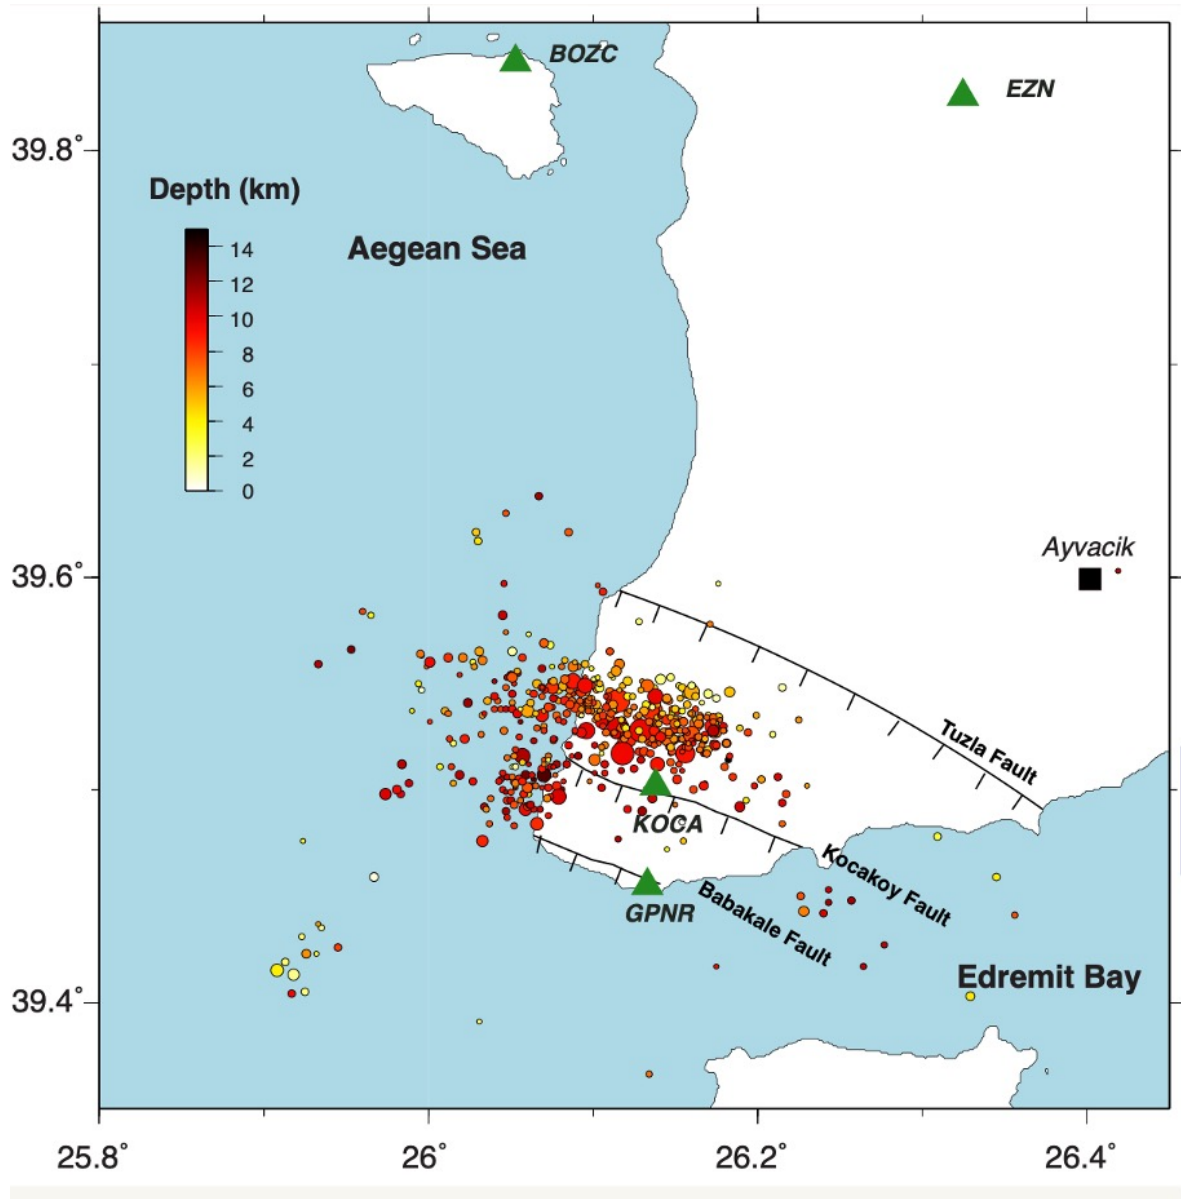 BOZC
EZN
39.8°
Depth (km)
14
12
10
8
6
4
2
0
Aegean Sea
Ayvacik
39.6°
Tuzla Fault
KOCA
Kocakoy Fault
Babakale Fault
GPNR
Edremit Bay
39.4°
25.8°
26°
26.2°
26.4°